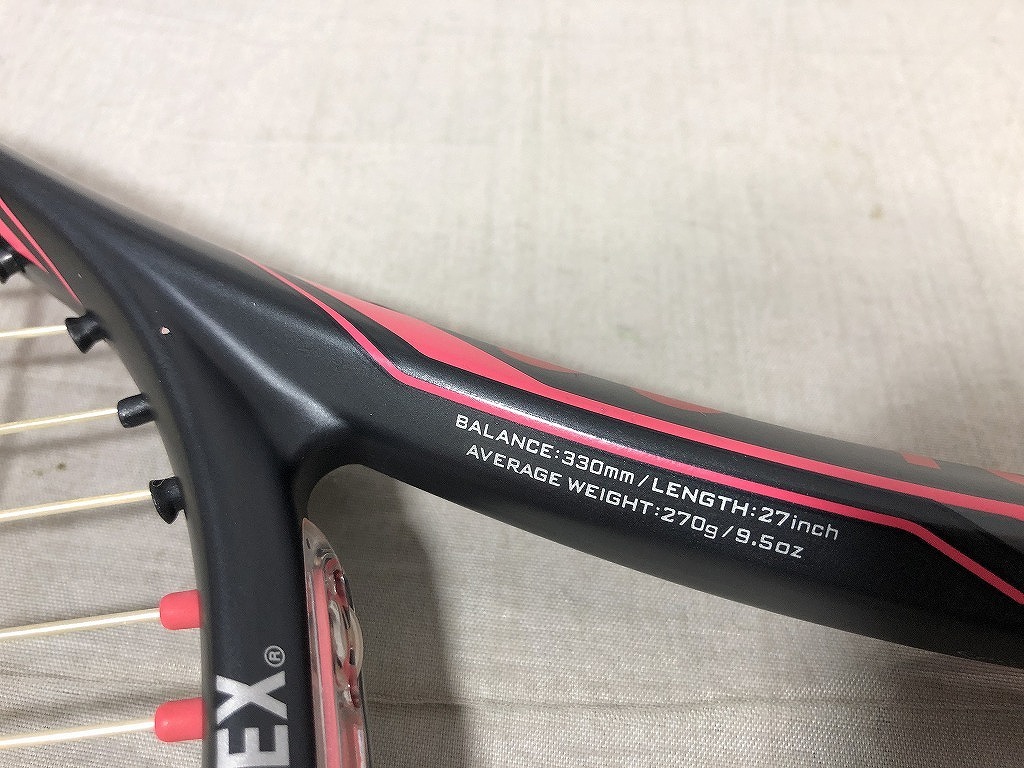 BALANCE:330mm/LENGTH:27inch
AVERAGE WEIGHT:270g/9.5oz
EX®